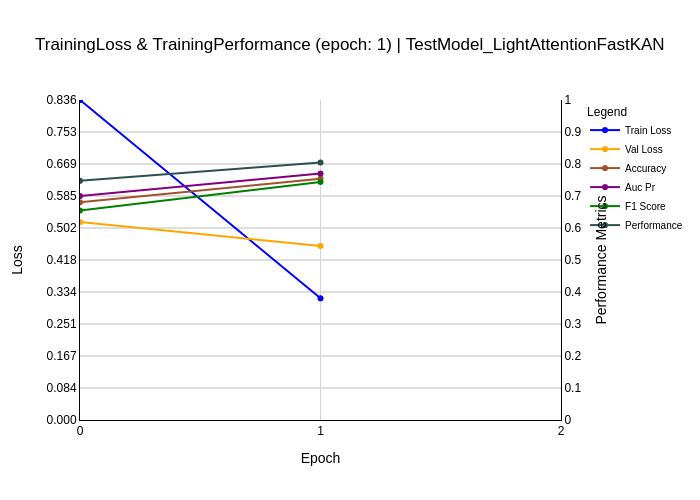 TrainingLoss & TrainingPerformance (epoch: 1) | TestModel_LightAttentionFastKAN
0.836
0.753
0.669
0.585
0.502
0.418
0.334
0.251
0.167
0.084
0.000
Loss
0
1
2
Epoch
1
0.9
0.8
0.7
0.6
0.5
0.4
0.3
0.2
0.1
0
Performance Metrics
Legend
Train Loss
Val Loss
Accuracy
Auc Pr
F1 Score
Performance